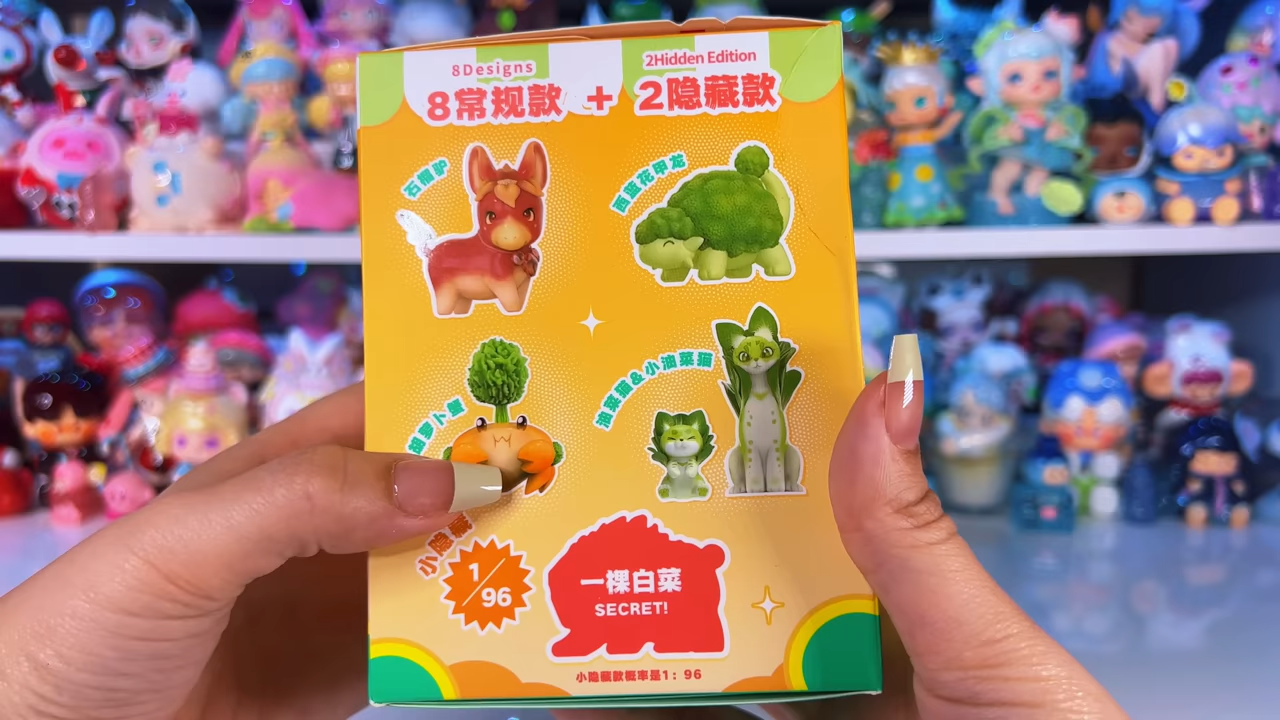 8Designs
8常规款
+
2Hidden Edition
2隐藏款
石榴驴
西蓝花甲龙
胡萝卜蟹
油菜猫&小油菜猫
小隐藏
1/96
一棵白菜
SECRET!
小隐藏款概率是1:96